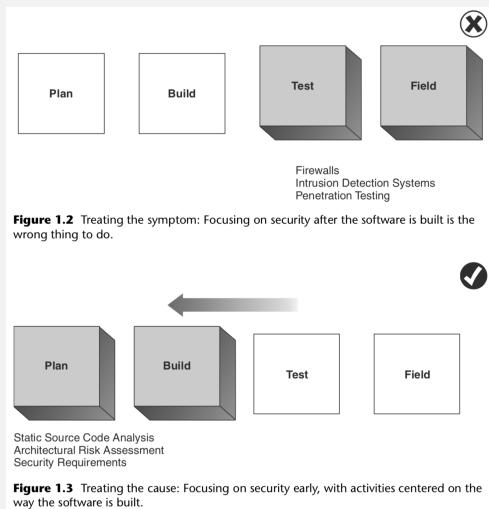 Plan
Build
Test
Field
Firewalls
Intrusion Detection Systems
Penetration Testing
Figure 1.2 Treating the symptom: Focusing on security after the software is built is the
wrong thing to do.
Plan
Build
Test
Field
Static Source Code Analysis
Architectural Risk Assessment
Security Requirements
Figure 1.3 Treating the cause: Focusing on security early, with activities centered on the
way the software is built.